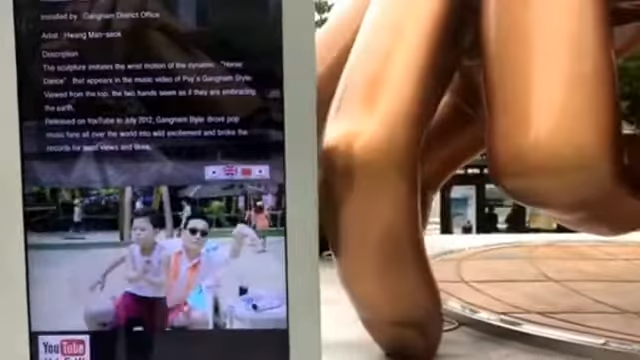 Installed by : Gangnam District Office
Artist : Hwang Man-seok
Description
The sculpture imitates the wrist motion of the dynamic "Horse
Dance" that appears in the music video of Psy's Gangnam Style.
Viewed from the top, the two hands seem as if they are embracing
the earth.
Released on YouTube in July 2012, Gangnam Style drove pop
music fans all over the world into wild excitement and broke the
records for most views and likes.
YouTube